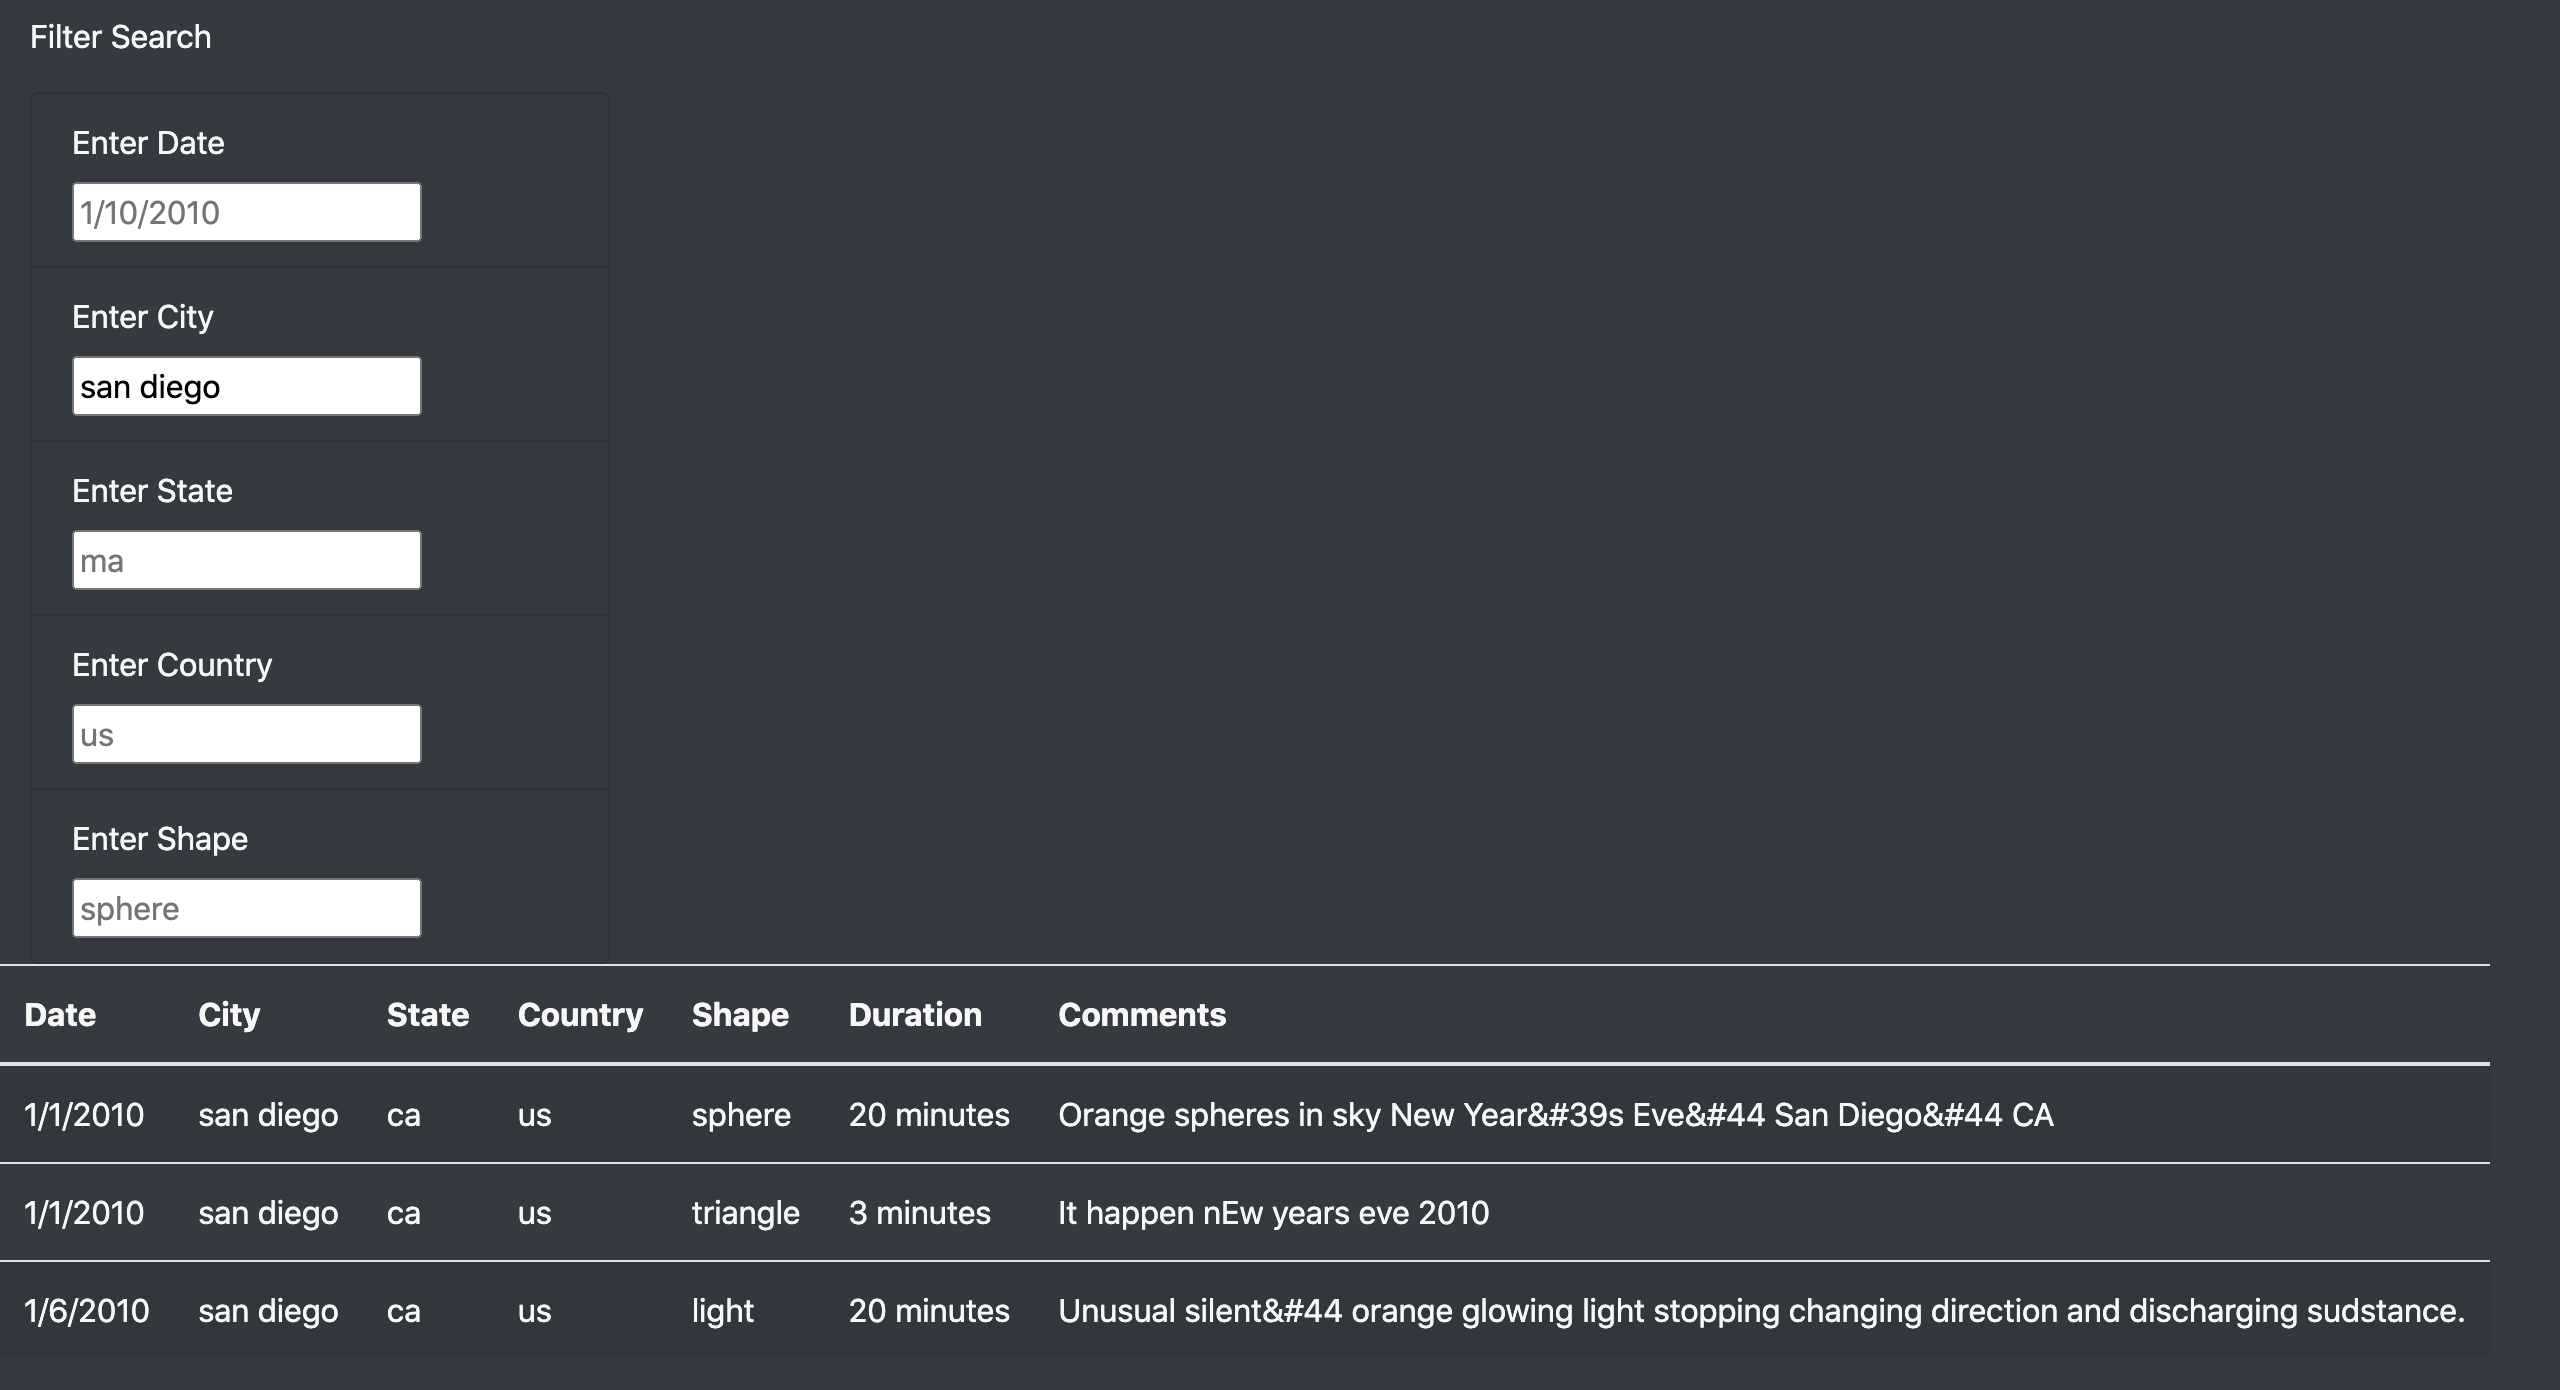 Filter Search
Enter Date
1/10/2010
Enter City
san diego
Enter State
ma
Enter Country
us
Enter Shape
sphere
Date City State Country Shape Duration Comments
1/1/2010 san diego ca us sphere 20 minutes Orange spheres in sky New Year&#39s Eve&#44 San Diego&#44 CA
1/1/2010 san diego ca us triangle 3 minutes It happen nEw years eve 2010
1/6/2010 san diego ca us light 20 minutes Unusual silent&#44 orange glowing light stopping changing direction and discharging sudstance.